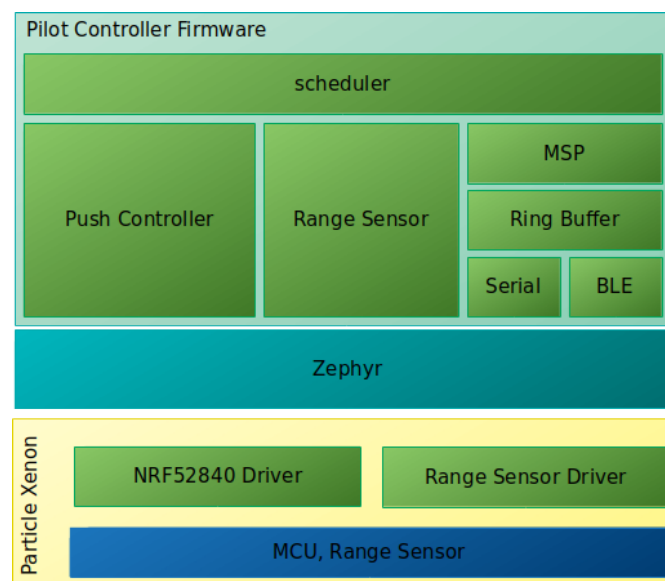 Pilot Controller Firmware
scheduler
Push Controller
Range Sensor
MSP
Ring Buffer
Serial
BLE
Zephyr
Particle Xenon
NRF52840 Driver
Range Sensor Driver
MCU, Range Sensor